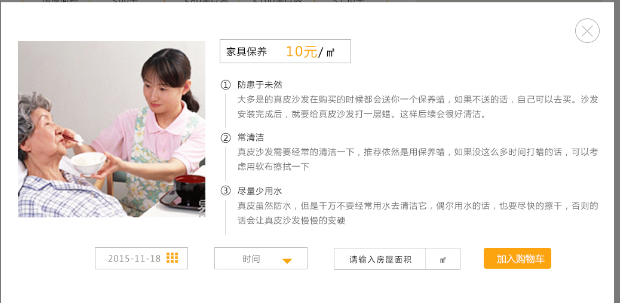 家具保养 10元/㎡
① 防患于未然
大多是的真皮沙发在购买的时候都会送你一个保养蜡，如果不送的话，自己可以去买。沙发
安装完成后，就要给真皮沙发打一层蜡。这样后续会很好清洁。
② 常清洁
真皮沙发需要经常的清洁一下，推荐依然是用保养蜡，如果没这么多时间打蜡的话，可以考
虑用软布擦拭一下
③ 尽量少用水
真皮虽然防水，但是千万不要经常用水去清洁它，偶尔用水的话，也要尽快的擦干，否则的
话会让真皮沙发慢慢的变硬
2015-11-18 时间 请输入房屋面积 ㎡ 加入购物车